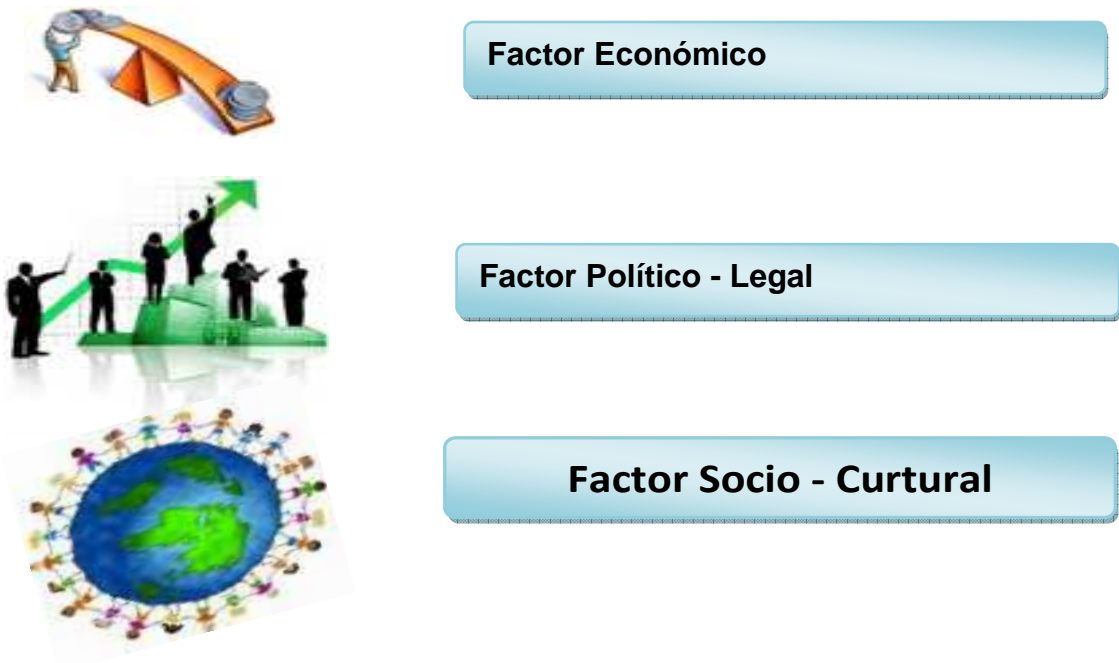 Factor Económico
Factor Político - Legal
Factor Socio - Curtural